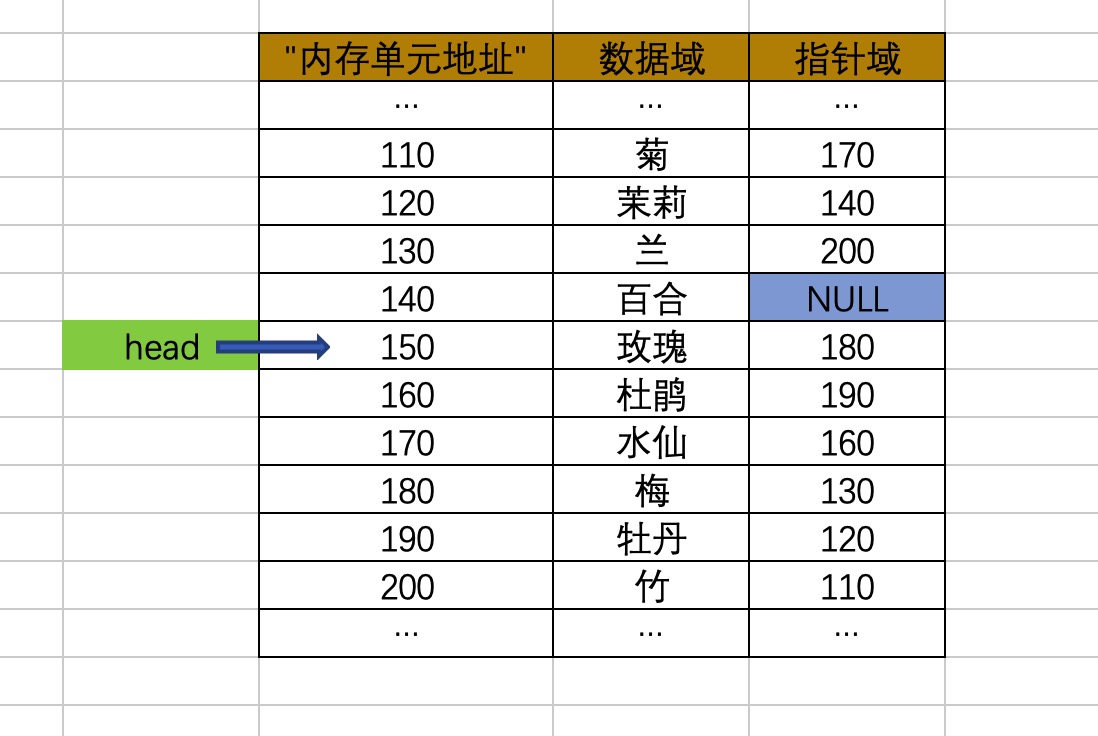 "内存单元地址" 数据域 指针域
... ... ...
110 菊 170
120 茉莉 140
130 兰 200
140 百合 NULL
head 150 玫瑰 180
160 杜鹃 190
170 水仙 160
180 梅 130
190 牡丹 120
200 竹 110
... ... ...